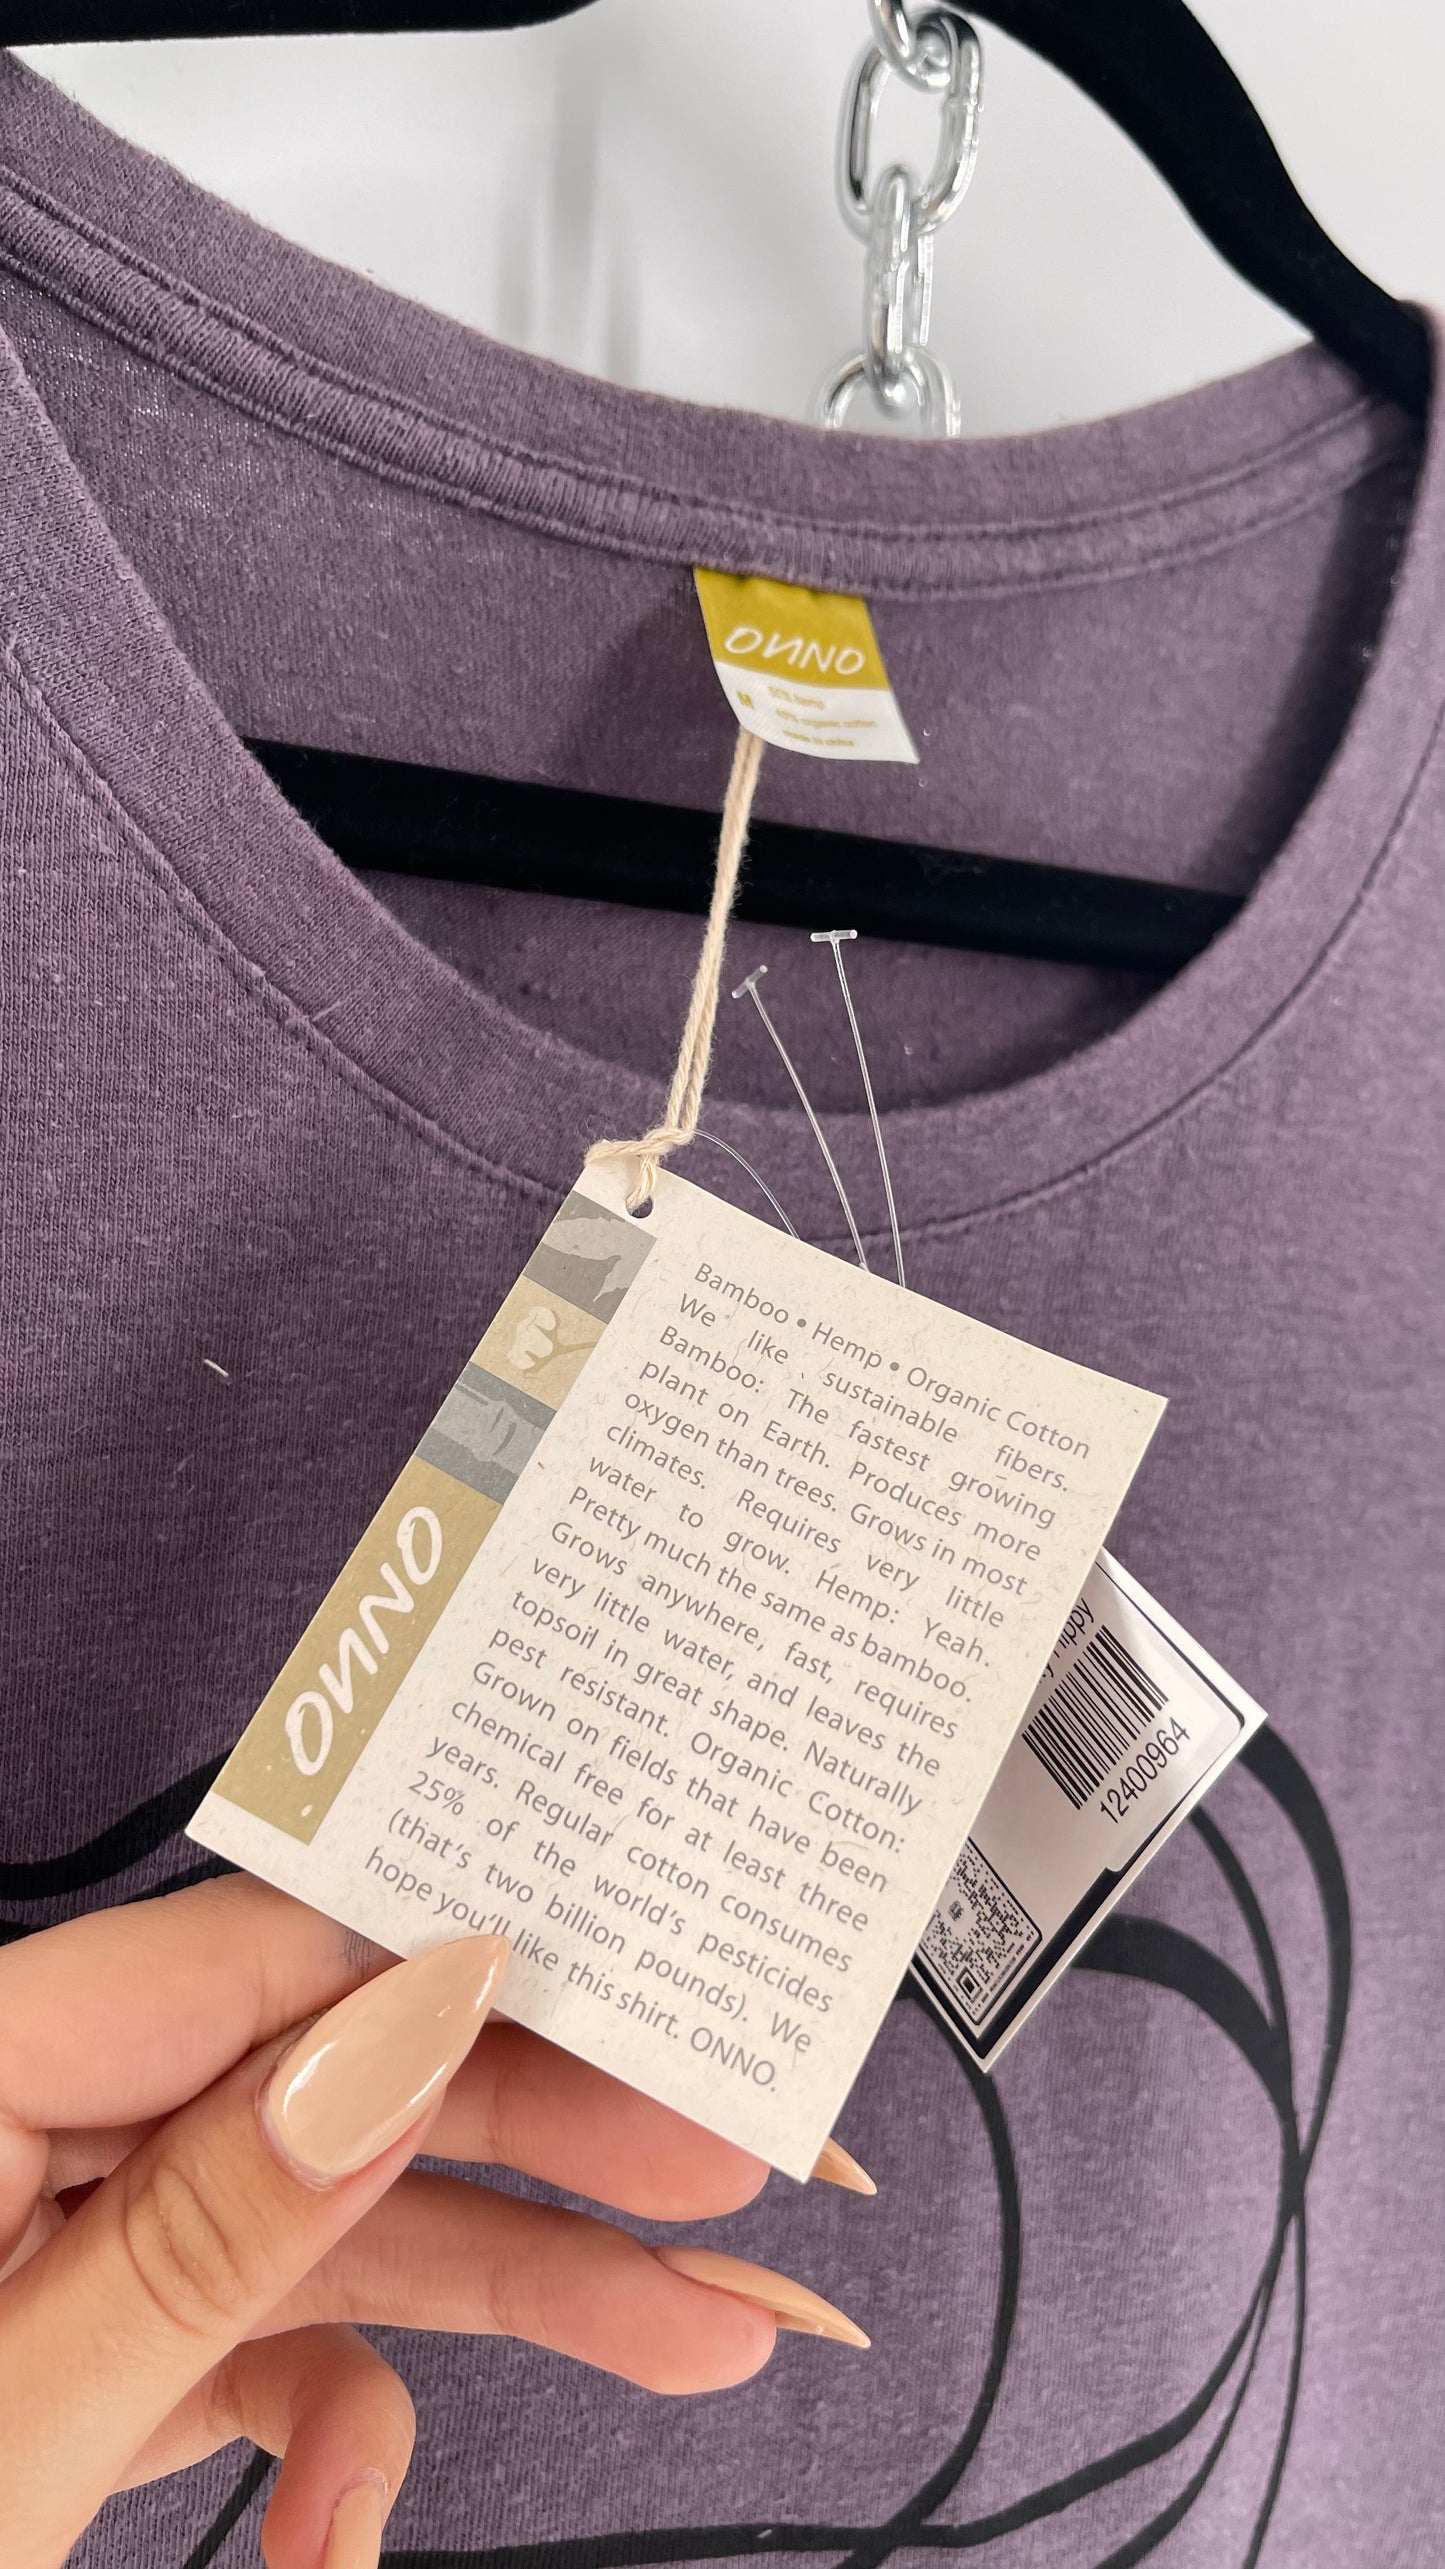 ONNO
M
organic cotton
made in china
Bamboo • Hemp • Organic Cotton
We like sustainable fibers.
Bamboo: The fastest growing
plant on Earth. Produces more
oxygen than trees. Grows in most
climates. Requires very little
water to grow. Hemp: Yeah.
Pretty much the same as bamboo.
Grows anywhere, fast, requires
very little water, and leaves the
topsoil in great shape. Naturally
pest resistant. Organic Cotton:
Grown on fields that have been
chemical free for at least three
years. Regular cotton consumes
25% of the world's pesticides
(that's two billion pounds). We
hope you'll like this shirt. ONNO.
ONNO
12400964